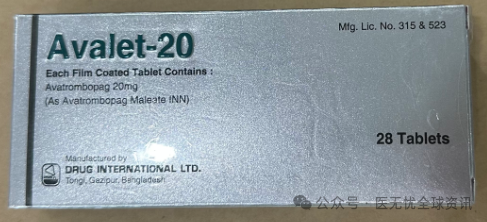 Mfg. Lic. No. 315 & 523
Avalet-20
Each Film Coated Tablet Contains :
Avatrombopag 20mg
(As Avatrombopag Maleate INN)
28 Tablets
Manufactured by
DRUG INTERNATIONAL LTD.
Tongi, Gazipur, Bangladesh
公众号 · 医无忧全球资讯